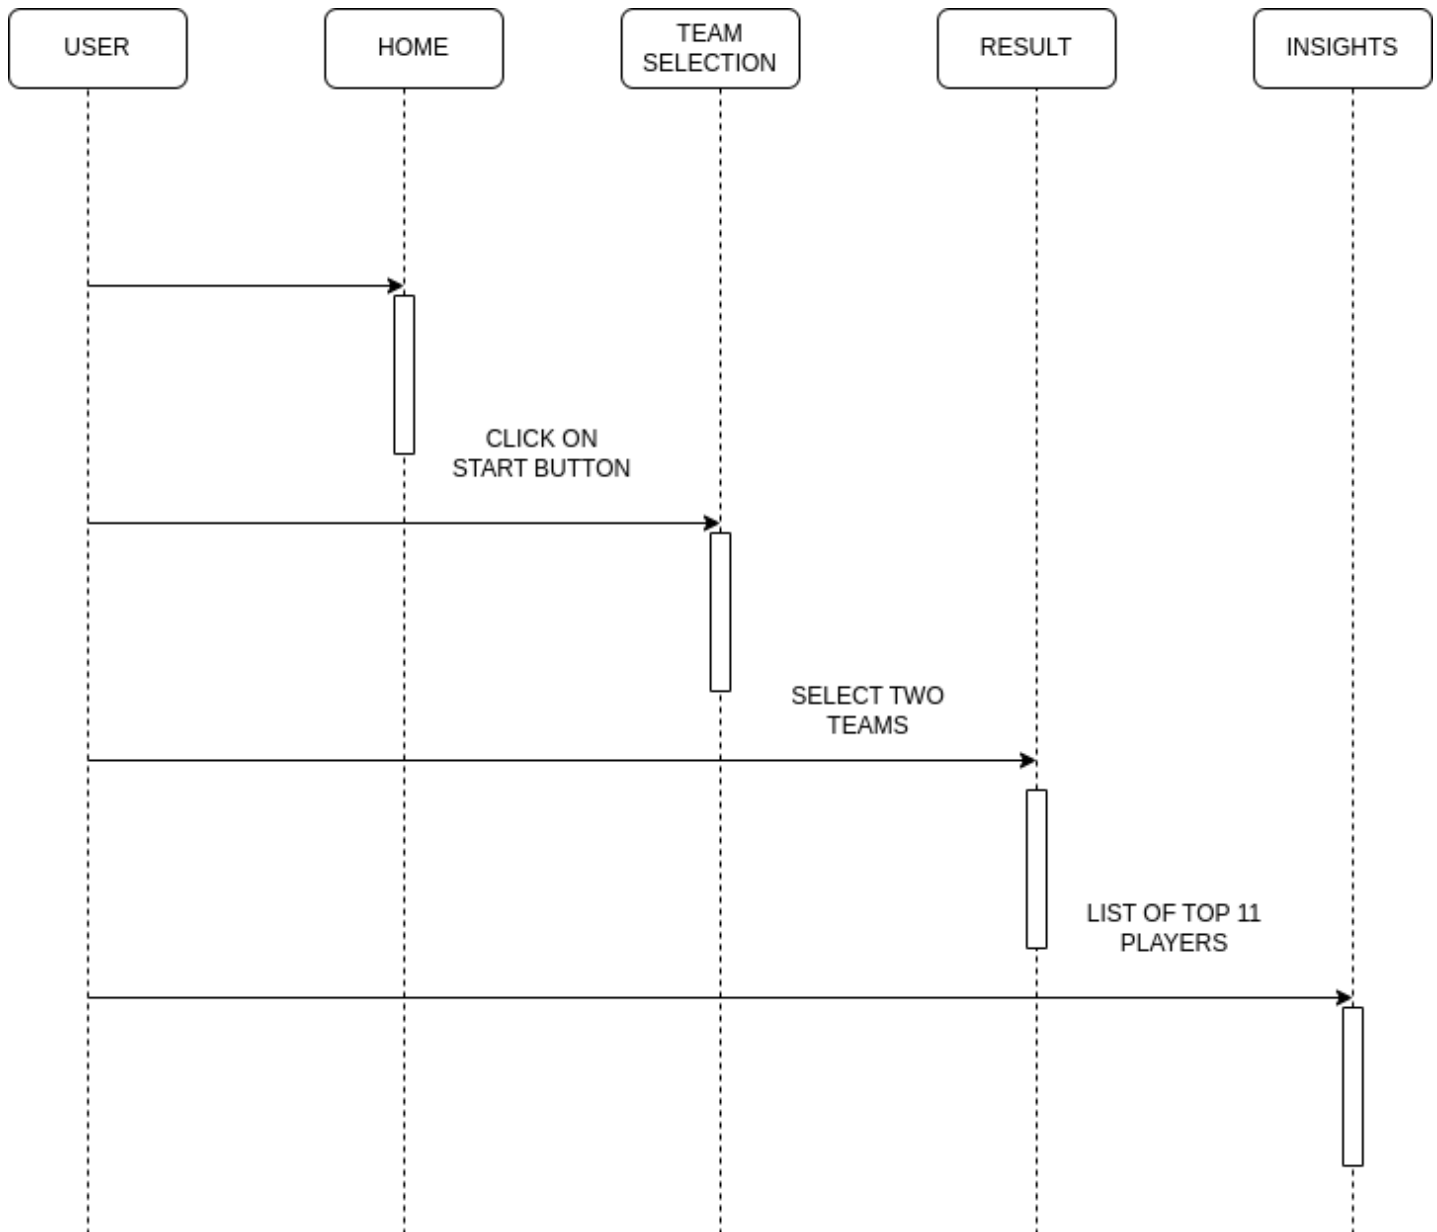 USER
HOME
TEAM
SELECTION
RESULT
INSIGHTS
CLICK ON
START BUTTON
SELECT TWO
TEAMS
LIST OF TOP 11
PLAYERS